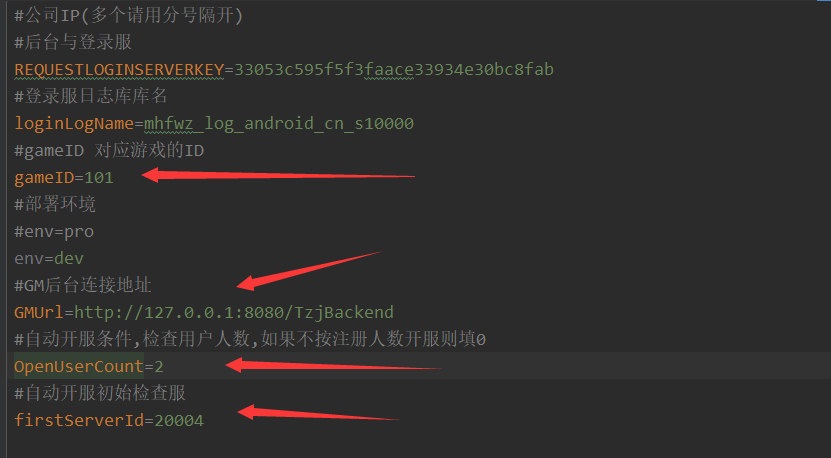 #公司IP(多个请用分号隔开)
#后台与登录服
REQUESTLOGINSERVERKEY=33053c595f5f3faace33934e30bc8fab
#登录服日志库库名
loginLogName=mhfwz_log_android_cn_s10000
#gameID 对应游戏的ID
gameID=101
#部署环境
#env=pro
env=dev
#GM后台连接地址
GMUrl=http://127.0.0.1:8080/TzjBackend
#自动开服条件,检查用户人数,如果不按注册人数开服则填0
OpenUserCount=2
#自动开服初始检查服
firstServerId=20004